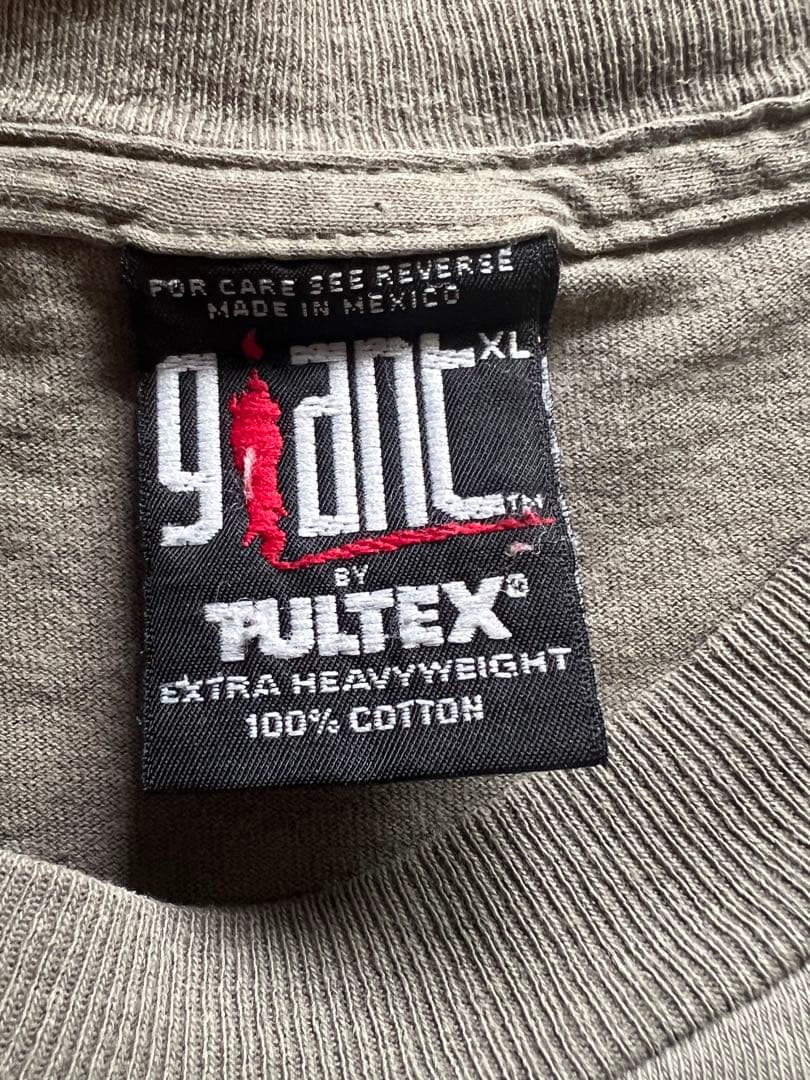 FOR CARE SEE REVERSE
MADE IN MEXICO
giant XL
TM
BY
TULTEX®
EXTRA HEAVYWEIGHT
100% COTTON